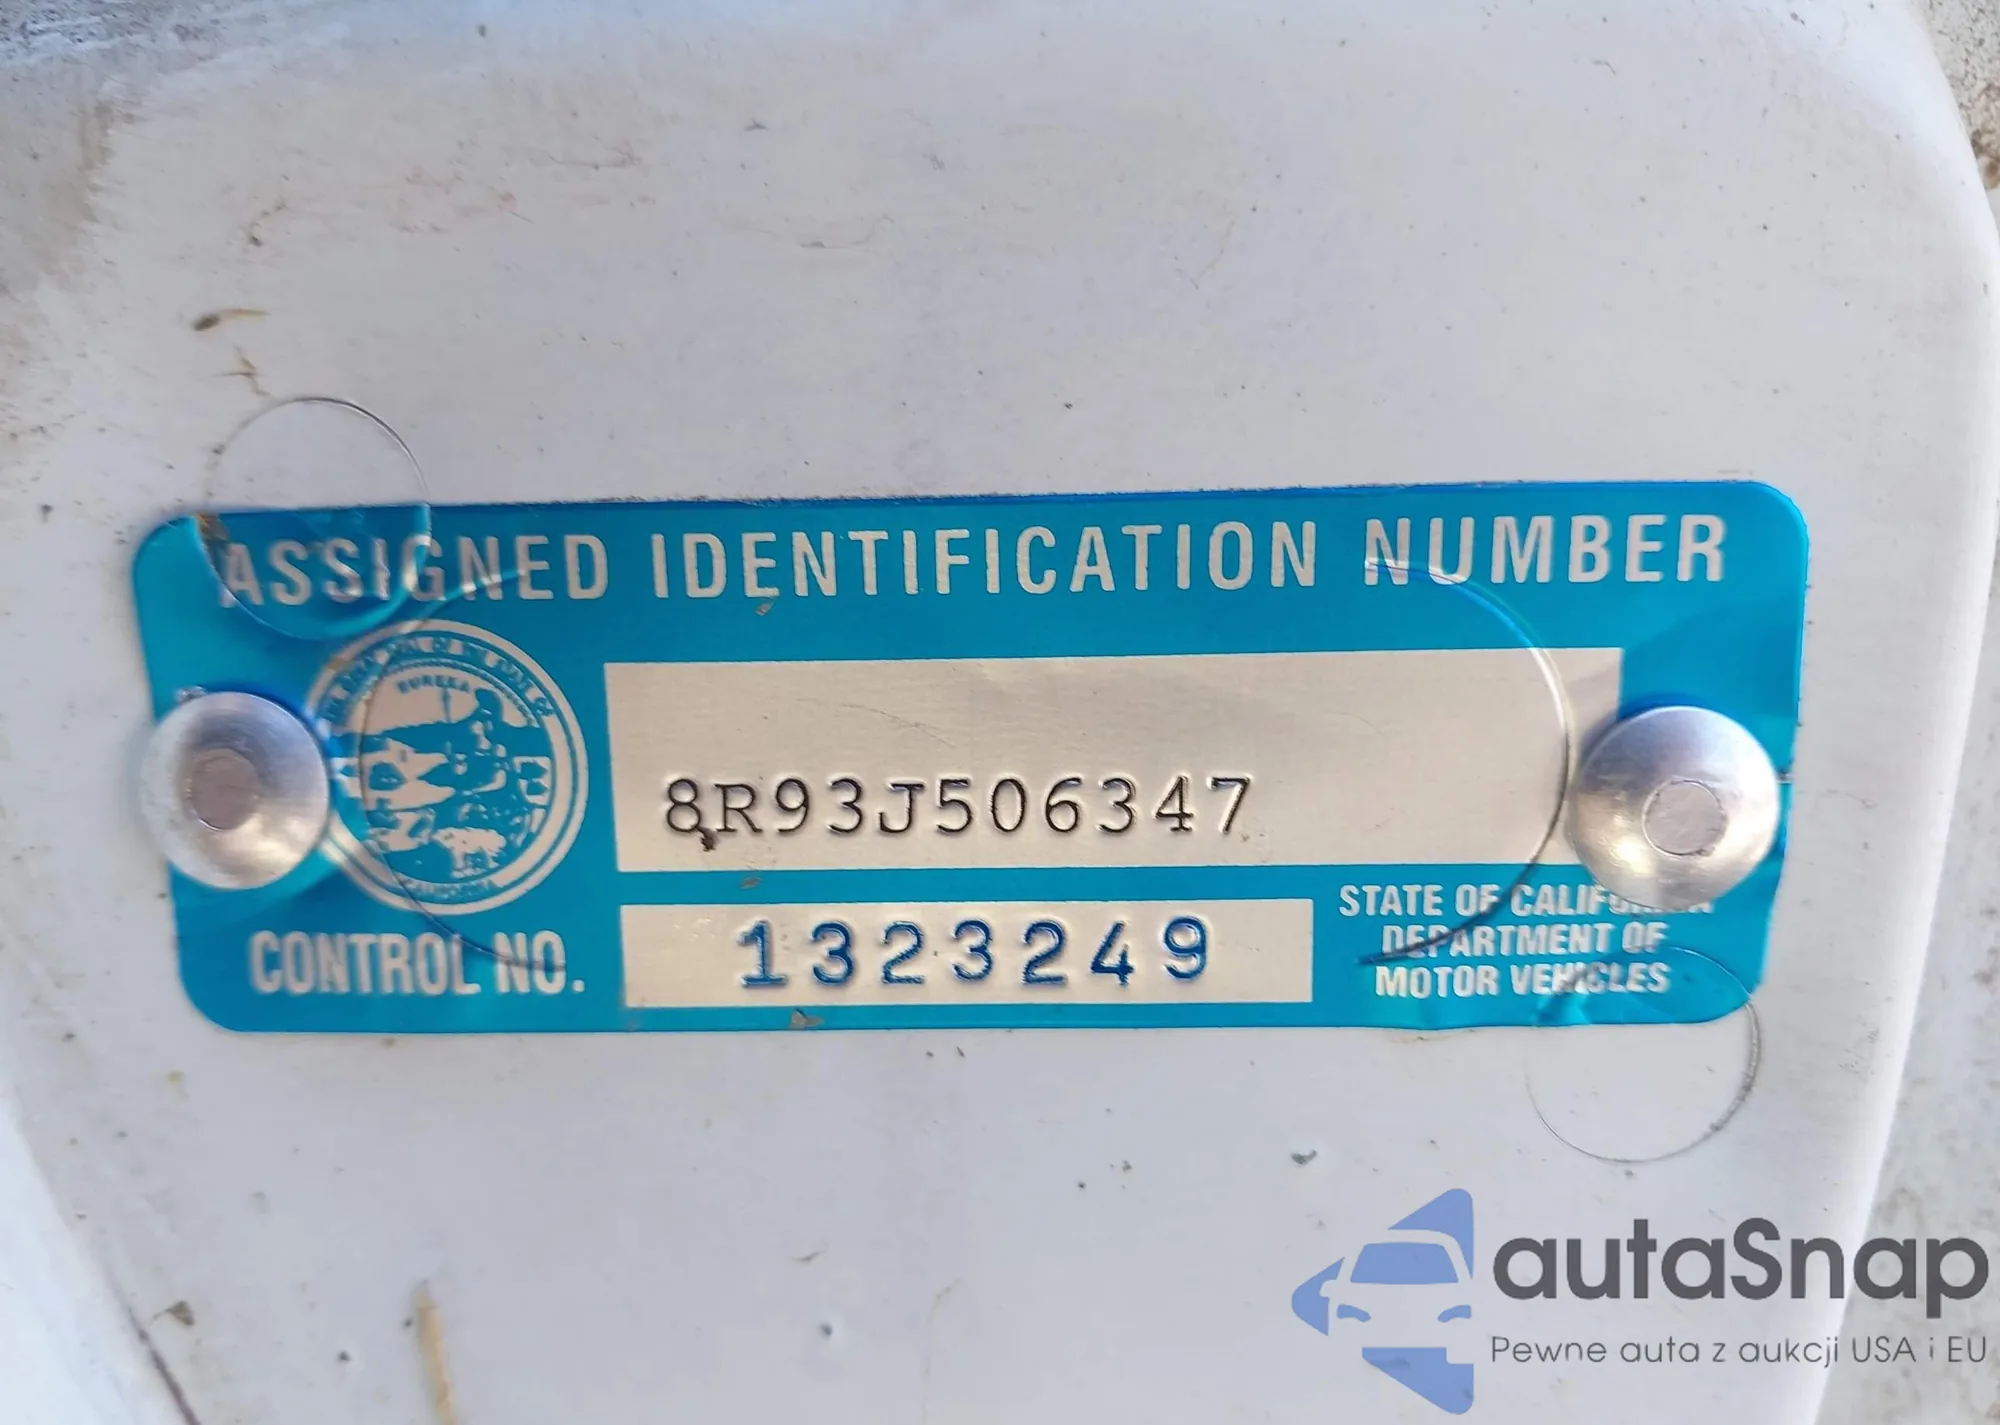 ASSIGNED IDENTIFICATION NUMBER
EUREKA
8R93J506347
CONTROL NO.
1323249
STATE OF CALIFORNIA
DEPARTMENT OF
MOTOR VEHICLES
autaSnap
Pewne auta z aukcji USA i EU